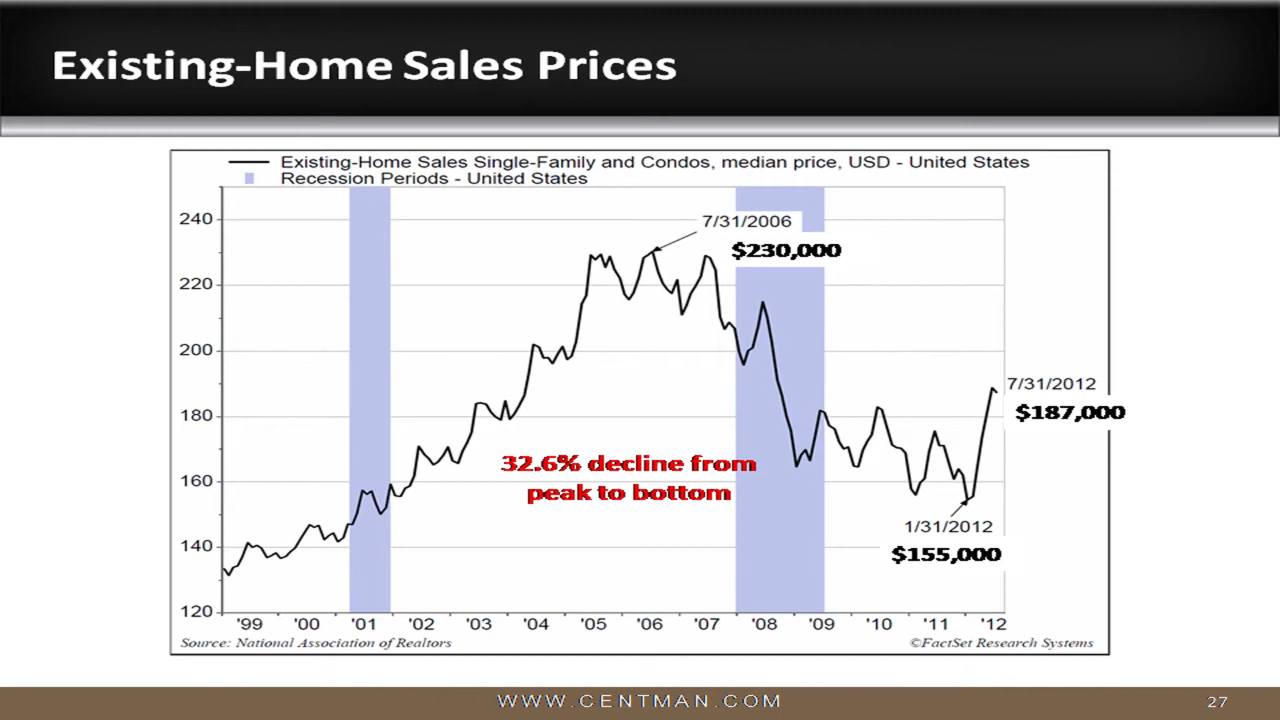 Existing-Home Sales Prices
Existing-Home Sales Single-Family and Condos, median price, USD - United States
Recession Periods - United States
240
220
200
180
160
140
120
7/31/2006
$230,000
7/31/2012
$187,000
32.6% decline from
peak to bottom
1/31/2012
$155,000
'99 '00 '01 '02 '03 '04 '05 '06 '07 '08 '09 '10 '11 '12
Source: National Association of Realtors ©FactSet Research Systems
WWW.CENTMAN.COM
27